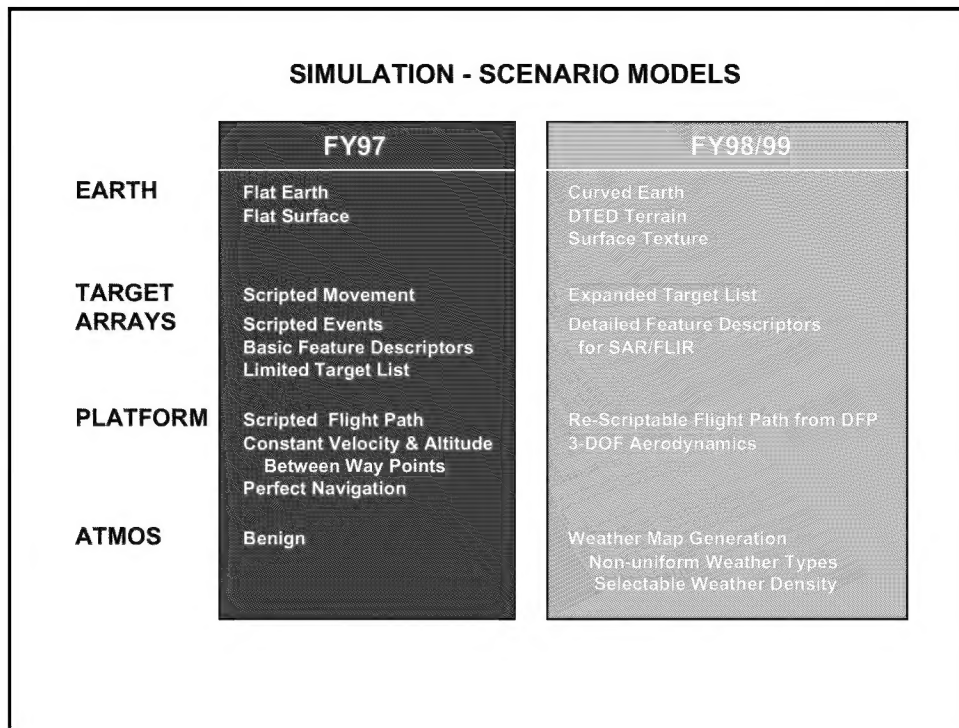 SIMULATION - SCENARIO MODELS
FY97 FY98/99
EARTH Flat Earth Curved Earth
Flat Surface DTED Terrain
Surface Texture
TARGET Scripted Movement Expanded Target List
ARRAYS Scripted Events Detailed Feature Descriptors
Basic Feature Descriptors for SAR/FLIR
Limited Target List
PLATFORM Scripted Flight Path Re-Scriptable Flight Path from DFP
Constant Velocity & Altitude 3-DOF Aerodynamics
Between Way Points
Perfect Navigation
ATMOS Benign Weather Map Generation
Non-uniform Weather Types
Selectable Weather Density